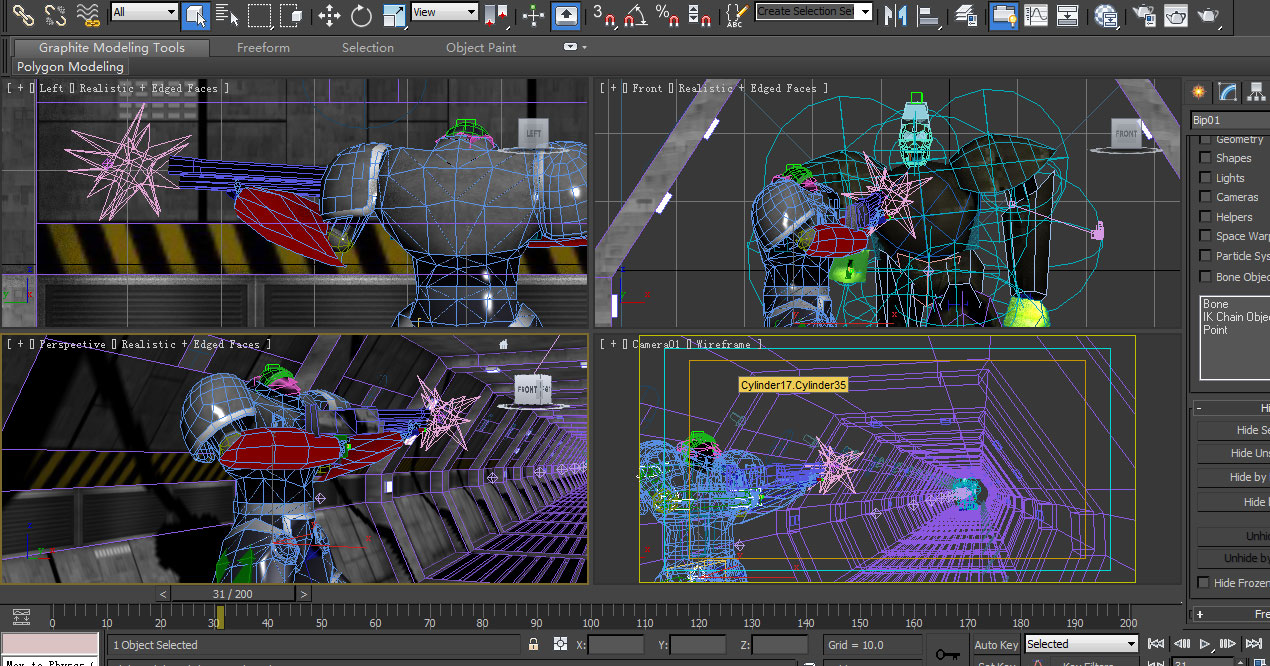 All
View
3
%
ABC
Create Selection Set
Graphite Modeling Tools Freeform Selection Object Paint
Polygon Modeling
[ + [] Left [] Realistic + Edged Faces ]
LEFT
[ + [] Front [] Realistic + Edged Faces ]
FRONT
Bip01
Geometry
Shapes
Lights
Cameras
Helpers
Space Warp
Particle Sys
Bone Objec
Bone
IK Chain Objec
Point
[ + [] Perspective [] Realistic + Edged Faces ]
FRONT
[ + [] Camera01 [] Wireframe ]
Cylinder17.Cylinder35
- Hi
Hide Se
Hide Uns
Hide by
Hide
Unhi
Unhide by
Hide Frozen
+ Fre
< 31 / 200 >
0 10 20 30 40 50 60 70 80 90 100 110 120 130 140 150 160 170 180 190 200
1 Object Selected X: Y: Z: Grid = 10.0 Auto Key Selected
Max to Physcs (
Set Key Key Filters... 31